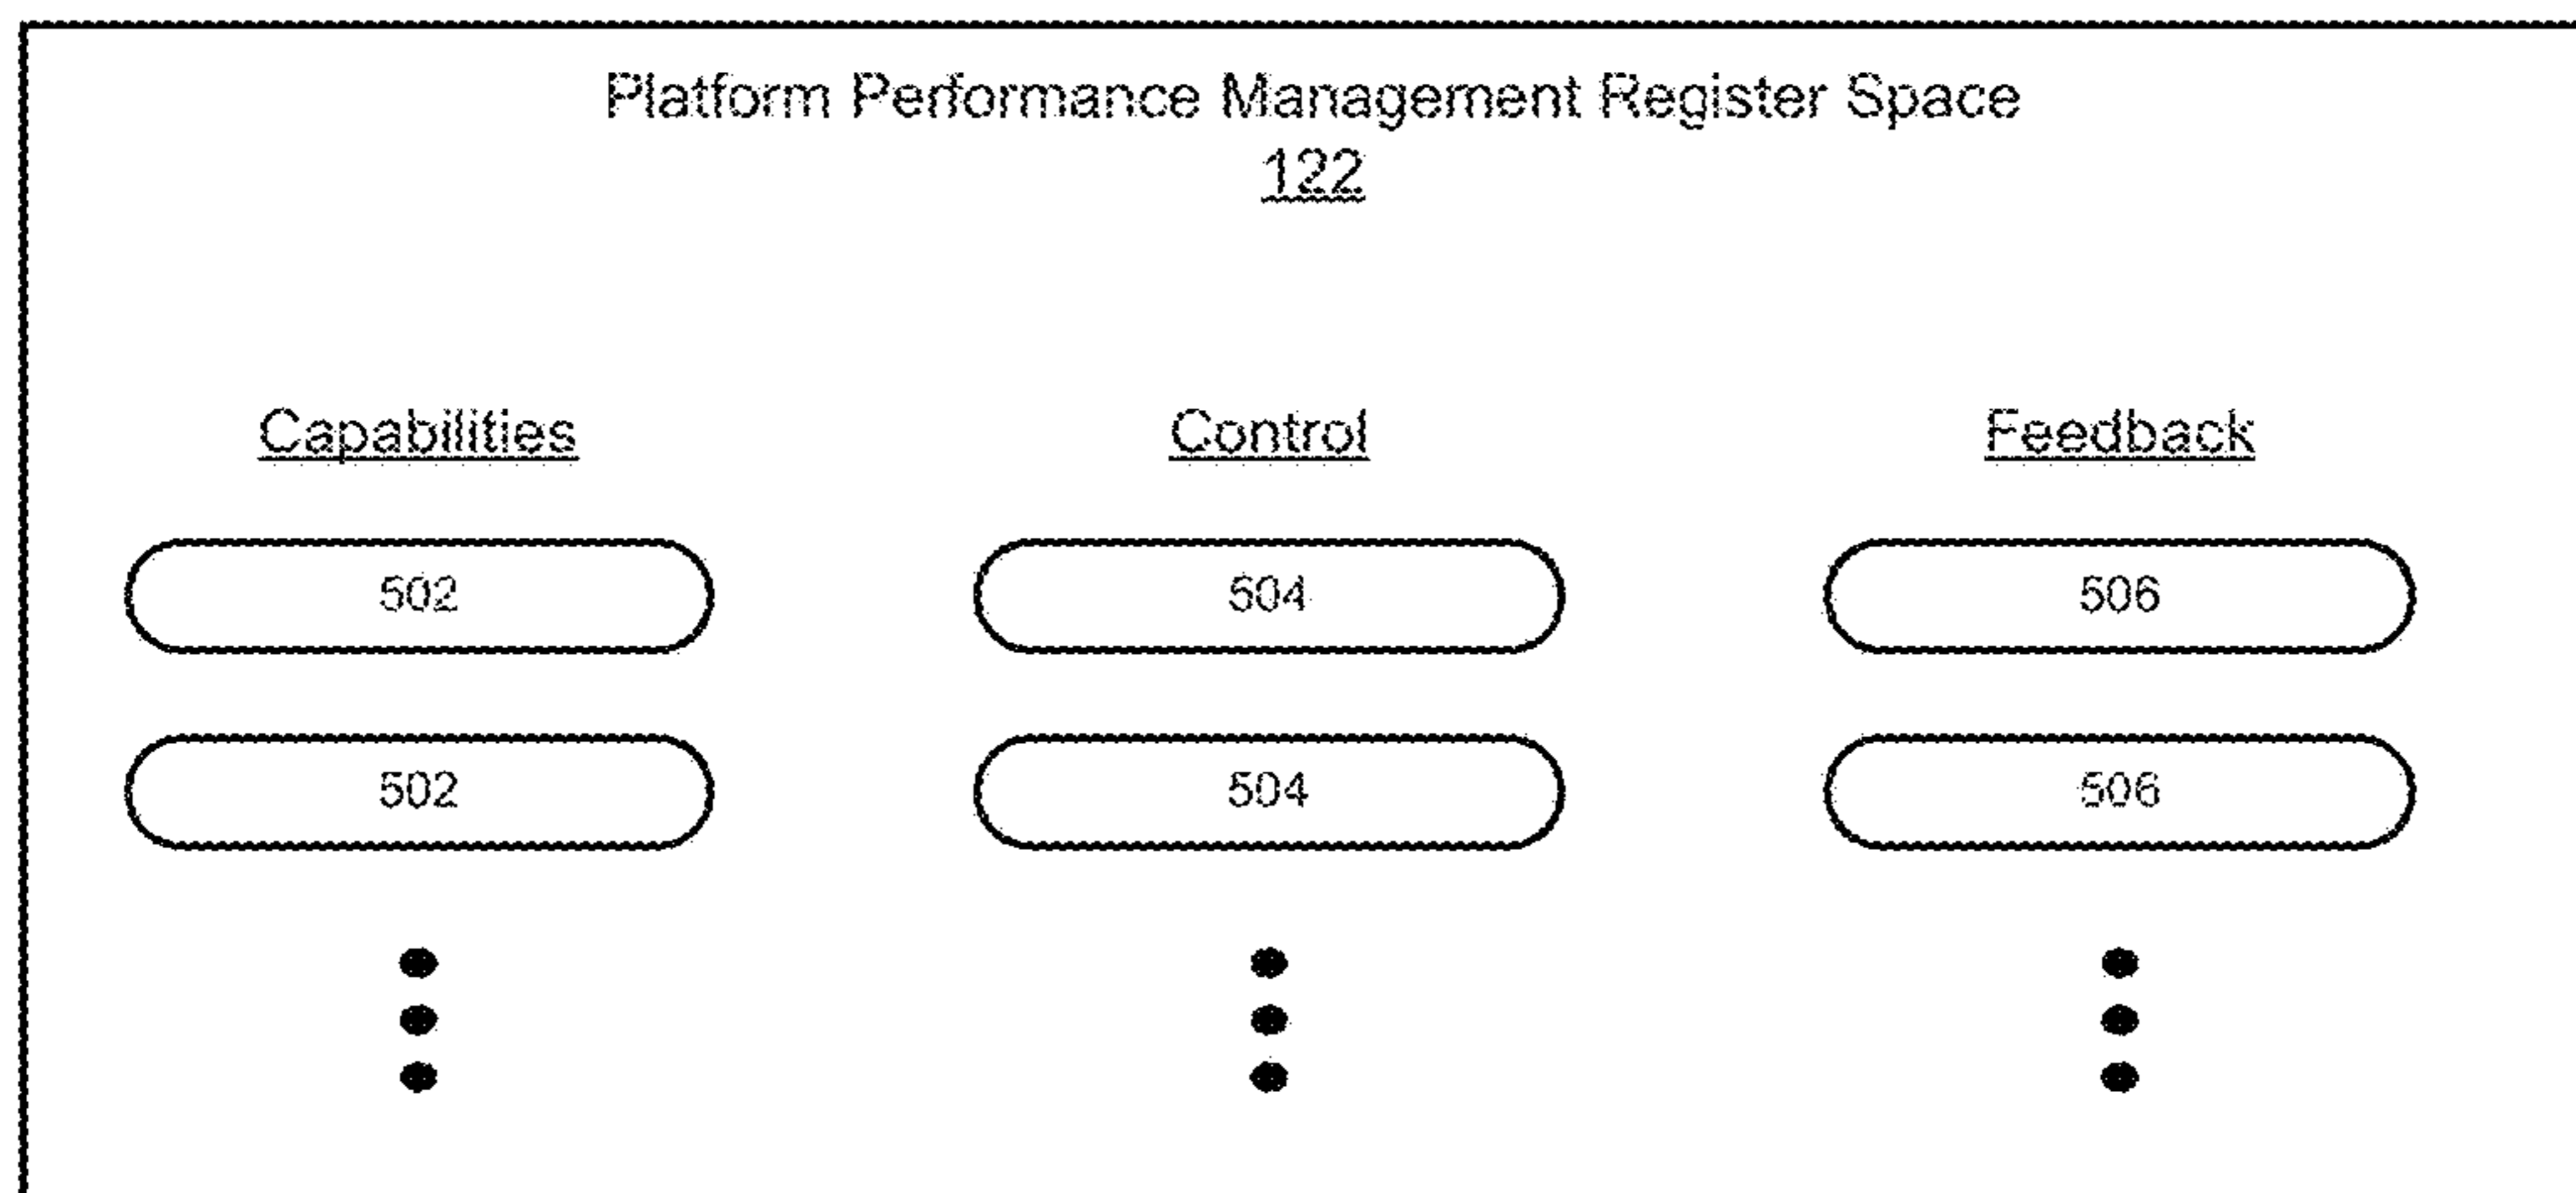 Platform Performance Management Register Space
122
Capabilities Control Feedback
502 504 506
502 504 506